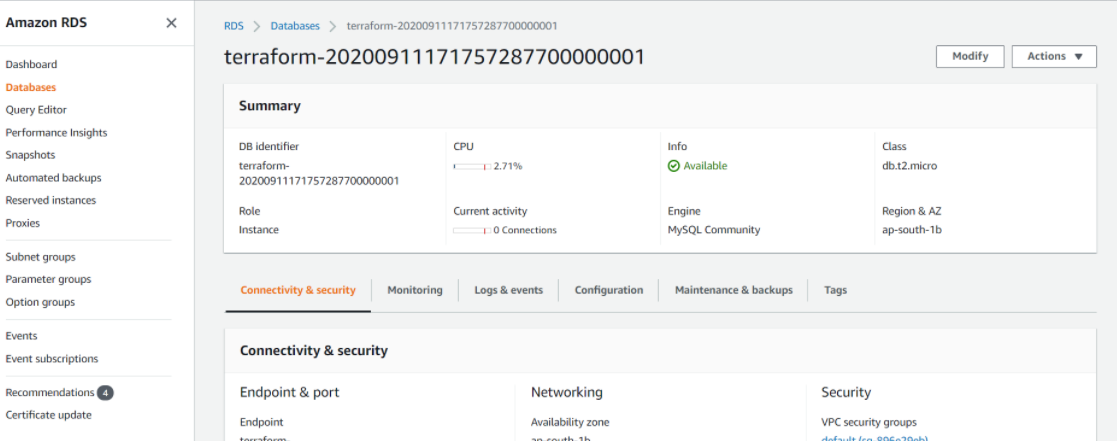 Amazon RDS
Dashboard
Databases
Query Editor
Performance Insights
Snapshots
Automated backups
Reserved instances
Proxies
Subnet groups
Parameter groups
Option groups
Events
Event subscriptions
Recommendations 4
Certificate update
RDS > Databases > terraform-20200911171757287700000001
terraform-20200911171757287700000001
Modify Actions
Summary
DB identifier CPU Info Class
terraform- 2.71% Available db.t2.micro
20200911171757287700000001
Role Current activity Engine Region & AZ
Instance 0 Connections MySQL Community ap-south-1b
Connectivity & security Monitoring Logs & events Configuration Maintenance & backups Tags
Connectivity & security
Endpoint & port Networking Security
Endpoint Availability zone VPC security groups
terraform- ap-south-1b default (sg-896e29eb)